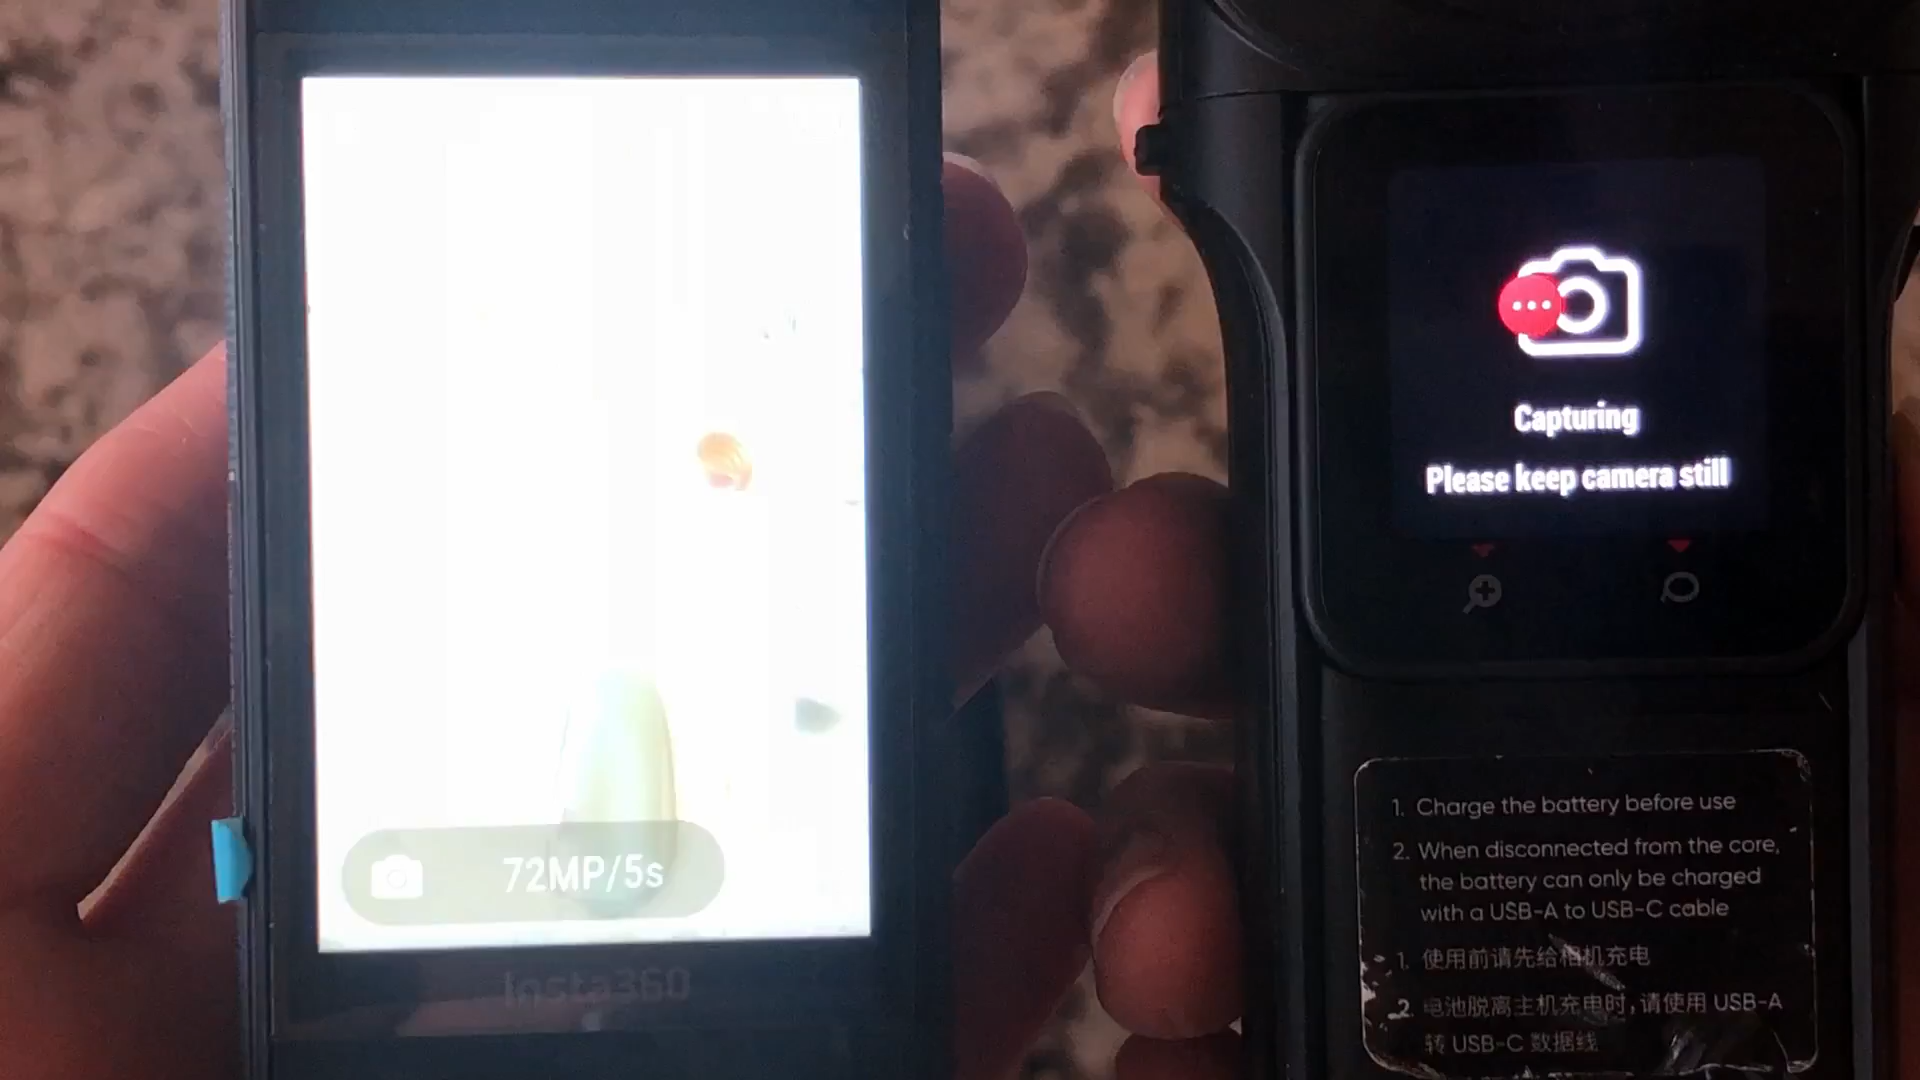 72MP/5s
Insta360
Capturing
Please keep camera still
1. Charge the battery before use
2. When disconnected from the core,
the battery can only be charged
with a USB-A to USB-C cable
1. 使用前请先给相机充电
2. 电池脱离主机充电时，请使用 USB-A
转 USB-C 数据线